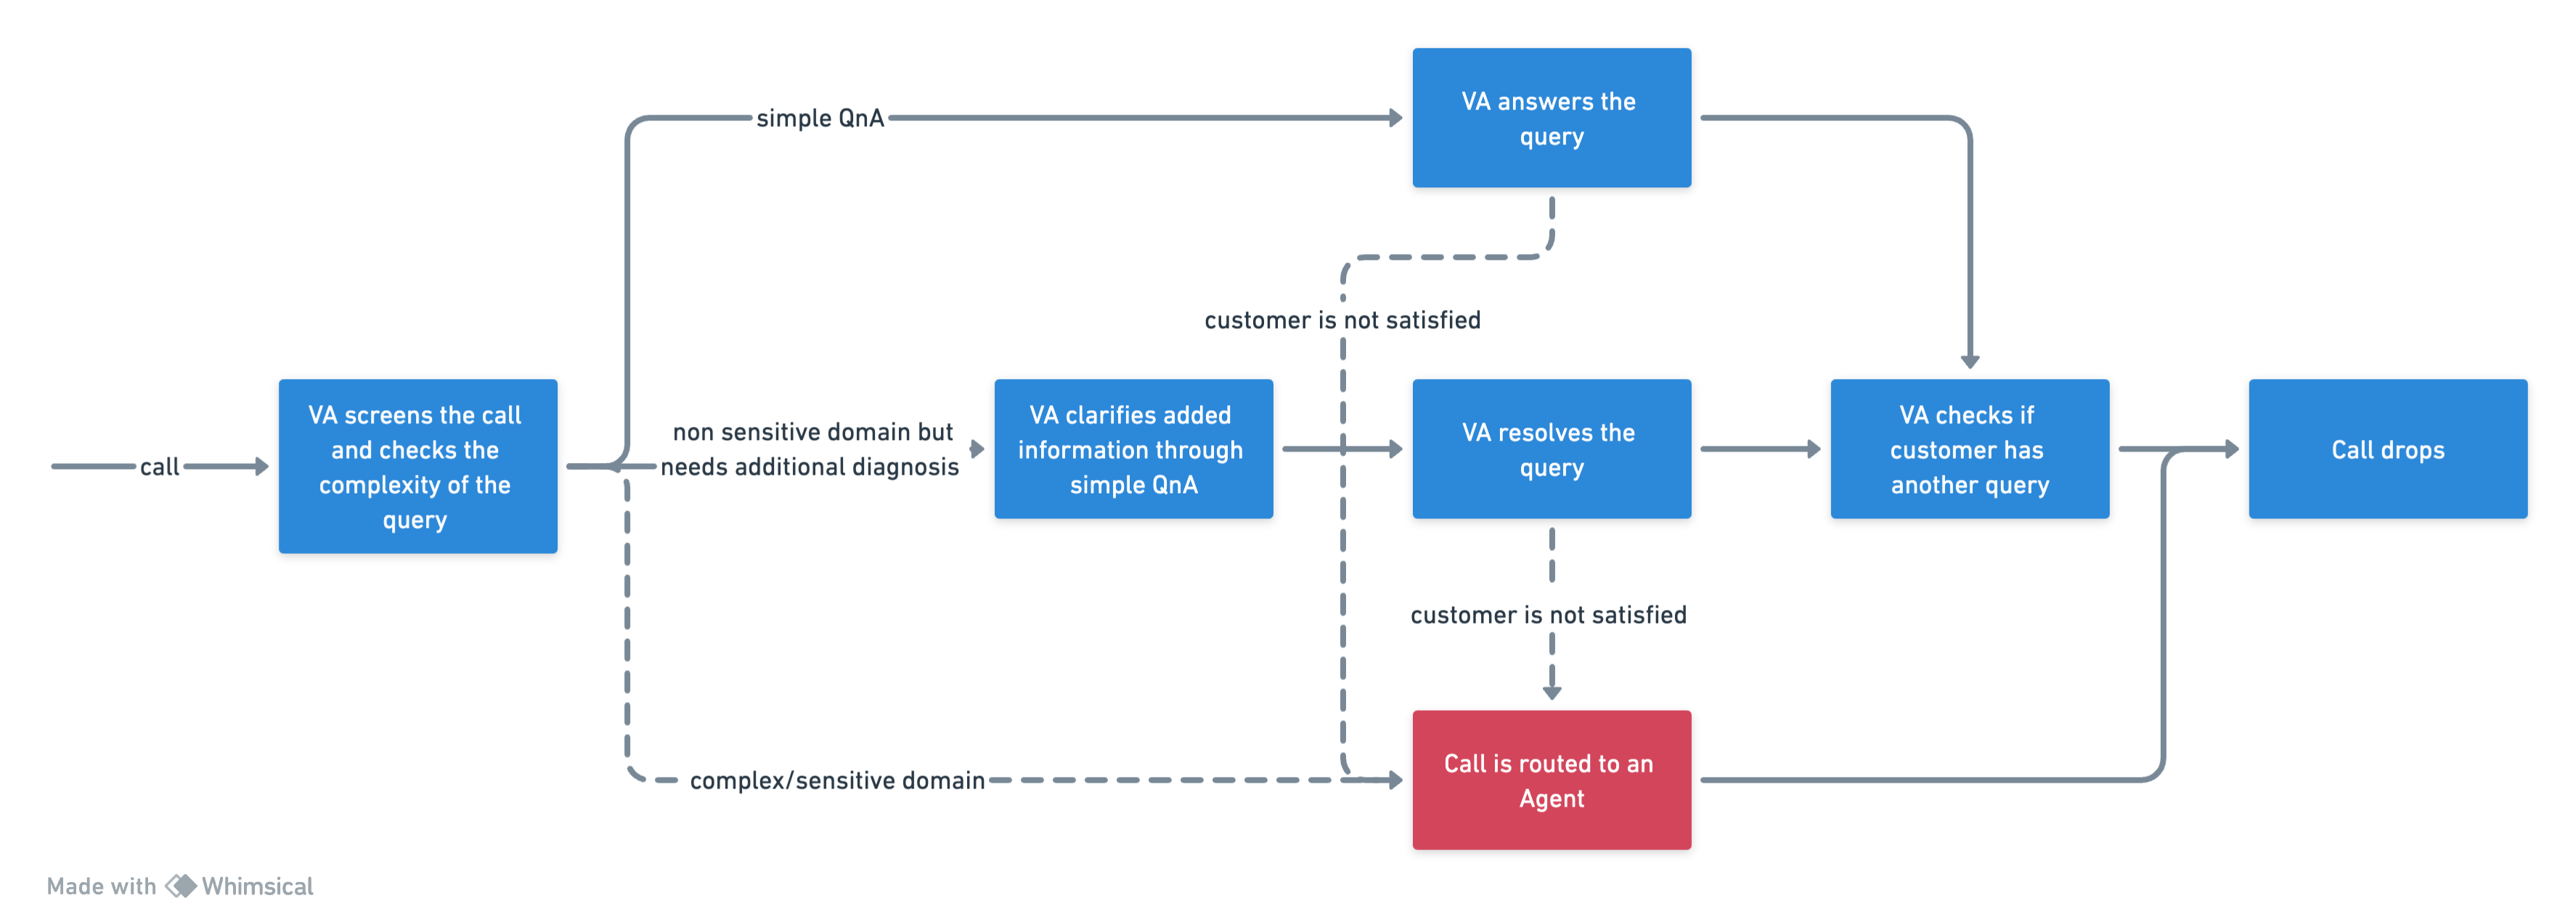 simple QnA
VA answers the
query
customer is not satisfied
call
VA screens the call
and checks the
complexity of the
query
non sensitive domain but
needs additional diagnosis
VA clarifies added
information through
simple QnA
VA resolves the
query
VA checks if
customer has
another query
Call drops
customer is not satisfied
complex/sensitive domain
Call is routed to an
Agent
Made with Whimsical